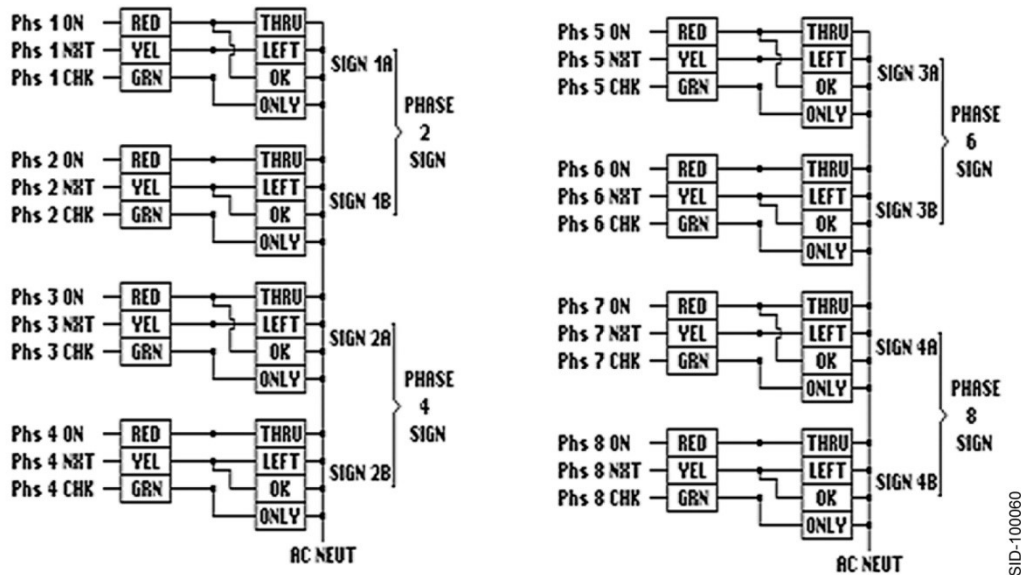 Phs 1 ON RED THRU
Phs 1 NXT YEL LEFT
Phs 1 CHK GRN OK
ONLY
SIGN 1A
Phs 2 ON RED THRU
Phs 2 NXT YEL LEFT
Phs 2 CHK GRN OK
ONLY
SIGN 1B
PHASE
2
SIGN
Phs 3 ON RED THRU
Phs 3 NXT YEL LEFT
Phs 3 CHK GRN OK
ONLY
SIGN 2A
Phs 4 ON RED THRU
Phs 4 NXT YEL LEFT
Phs 4 CHK GRN OK
ONLY
SIGN 2B
PHASE
4
SIGN
AC NEUT
Phs 5 ON RED THRU
Phs 5 NXT YEL LEFT
Phs 5 CHK GRN OK
ONLY
SIGN 3A
Phs 6 ON RED THRU
Phs 6 NXT YEL LEFT
Phs 6 CHK GRN OK
ONLY
SIGN 3B
PHASE
6
SIGN
Phs 7 ON RED THRU
Phs 7 NXT YEL LEFT
Phs 7 CHK GRN OK
ONLY
SIGN 4A
Phs 8 ON RED THRU
Phs 8 NXT YEL LEFT
Phs 8 CHK GRN OK
ONLY
SIGN 4B
PHASE
8
SIGN
AC NEUT
SID-100060